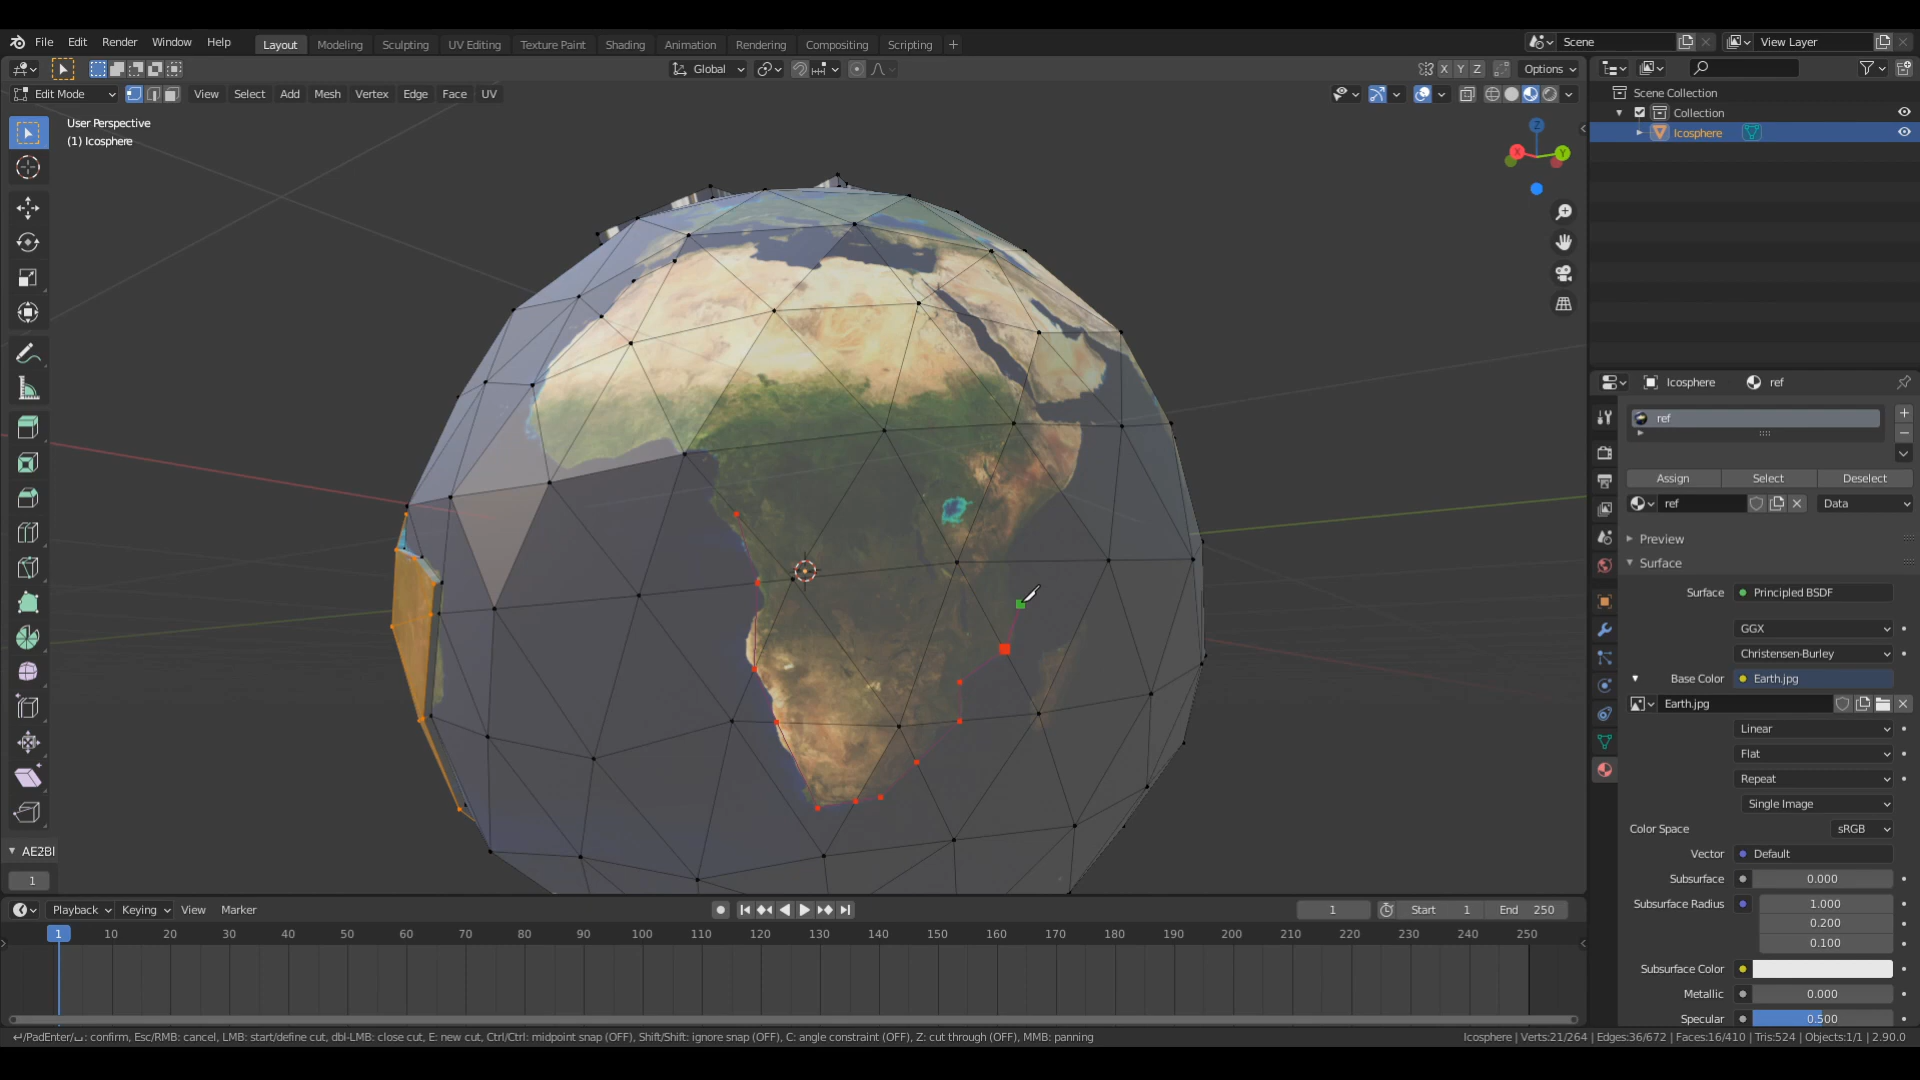 File Edit Render Window Help Layout Modeling Sculpting UV Editing Texture Paint Shading Animation Rendering Compositing Scripting + Scene View Layer
Global X Y Z Options
Edit Mode View Select Add Mesh Vertex Edge Face UV
Scene Collection
Collection
Icosphere
User Perspective
(1) Icosphere
Z
X
Y
Icosphere ref
ref
Assign Select Deselect
ref Data
Preview
Surface
Surface Principled BSDF
GGX
Christensen-Burley
Base Color Earth.jpg
Earth.jpg
Linear
Flat
Repeat
Single Image
Color Space sRGB
Vector Default
Subsurface 0.000
Subsurface Radius 1.000
0.200
0.100
Subsurface Color
Metallic 0.000
Specular 0.500
AE2Bl
1
Playback Keying View Marker 1 Start 1 End 250
1 10 20 30 40 50 60 70 80 90 100 110 120 130 140 150 160 170 180 190 200 210 220 230 240 250
↵/PadEnter/␣: confirm, Esc/RMB: cancel, LMB: start/define cut, dbl-LMB: close cut, E: new cut, Ctrl/Ctrl: midpoint snap (OFF), Shift/Shift: ignore snap (OFF), C: angle constraint (OFF), Z: cut through (OFF), MMB: panning
Icosphere | Verts:21/264 | Edges:36/672 | Faces:16/410 | Tris:524 | Objects:1/1 | 2.90.0